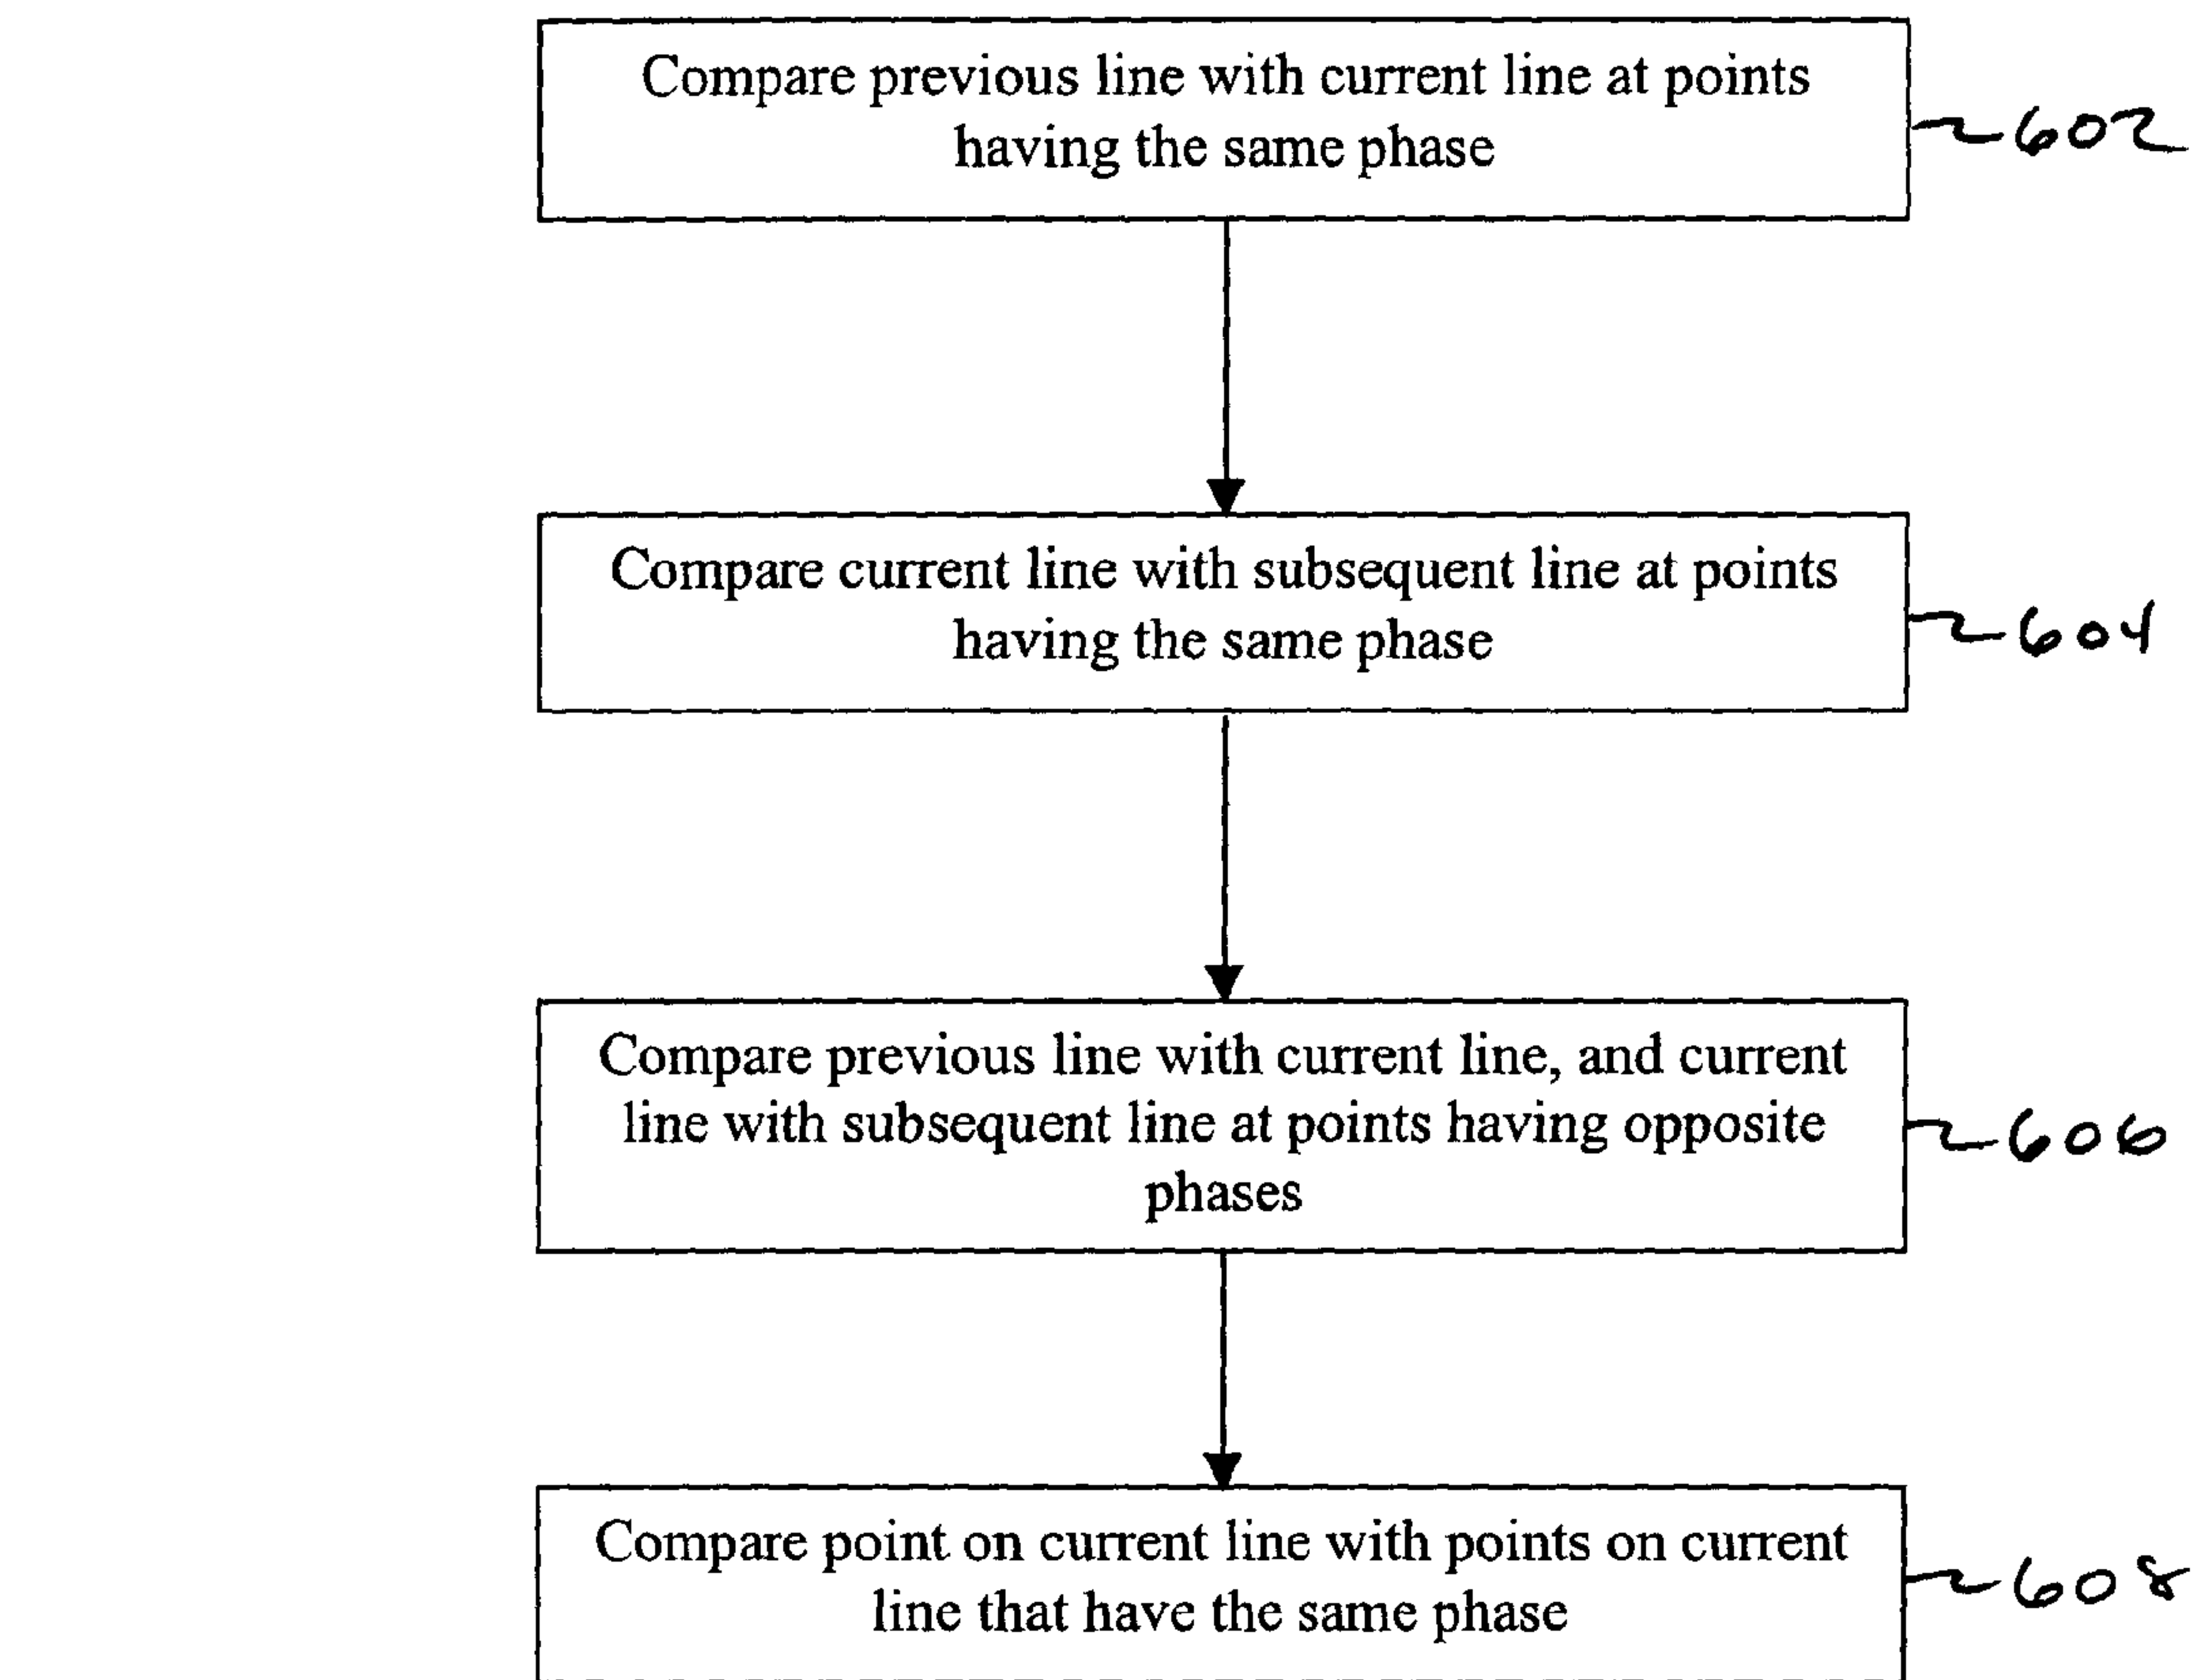 Compare previous line with current line at points
having the same phase
602
Compare current line with subsequent line at points
having the same phase
604
Compare previous line with current line, and current
line with subsequent line at points having opposite
phases
606
Compare point on current line with points on current
line that have the same phase
608